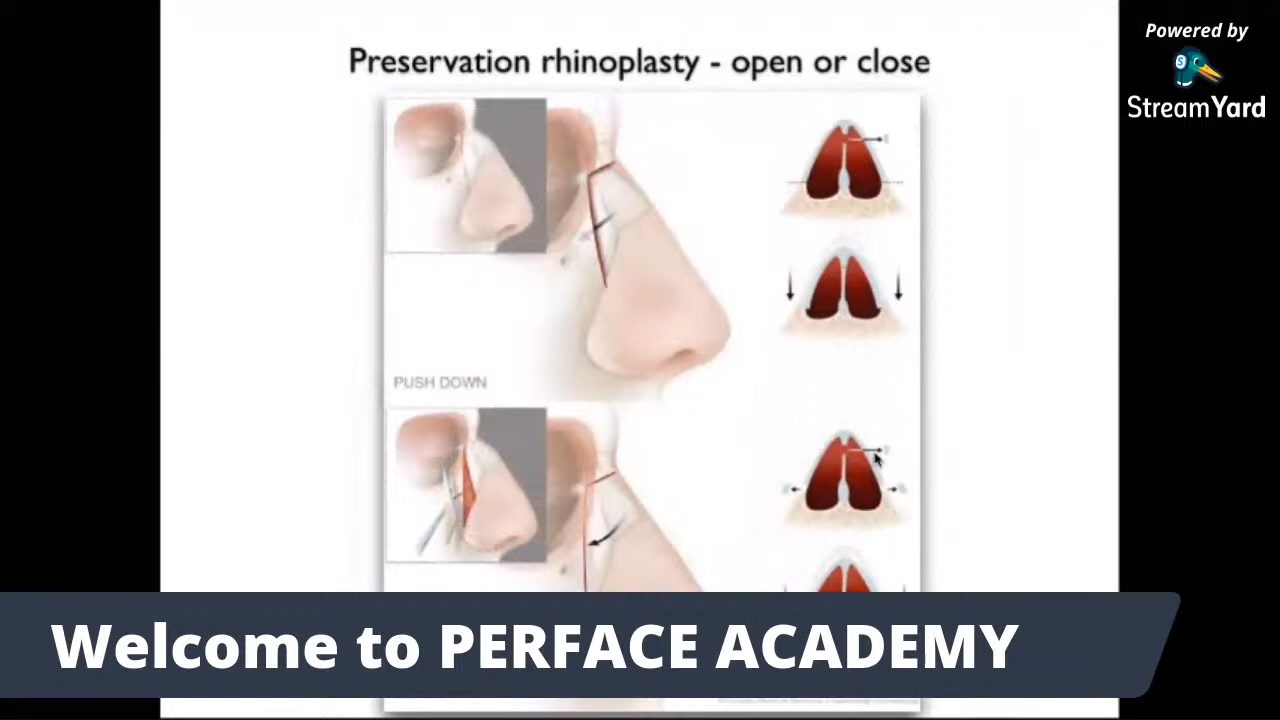 Preservation rhinoplasty - open or close
Powered by
StreamYard
PUSH DOWN
Welcome to PERFACE ACADEMY